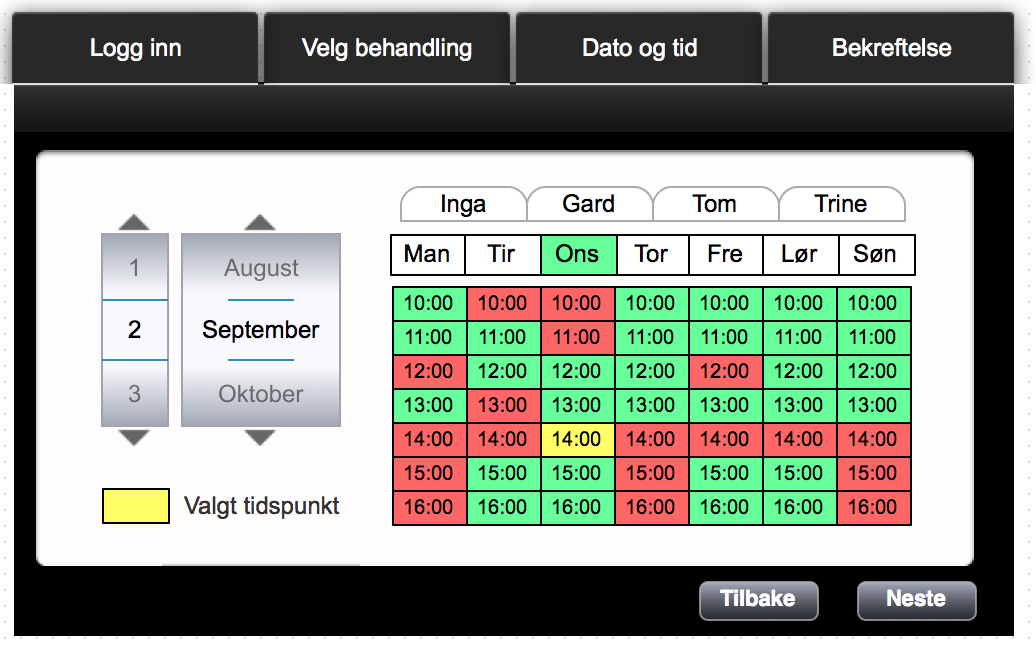 Logg inn Velg behandling Dato og tid Bekreftelse
Inga Gard Tom Trine
Man Tir Ons Tor Fre Lør Søn
1 August
2 September
3 Oktober
10:00 10:00 10:00 10:00 10:00 10:00 10:00
11:00 11:00 11:00 11:00 11:00 11:00 11:00
12:00 12:00 12:00 12:00 12:00 12:00 12:00
13:00 13:00 13:00 13:00 13:00 13:00 13:00
14:00 14:00 14:00 14:00 14:00 14:00 14:00
15:00 15:00 15:00 15:00 15:00 15:00 15:00
16:00 16:00 16:00 16:00 16:00 16:00 16:00
Valgt tidspunkt
Tilbake Neste